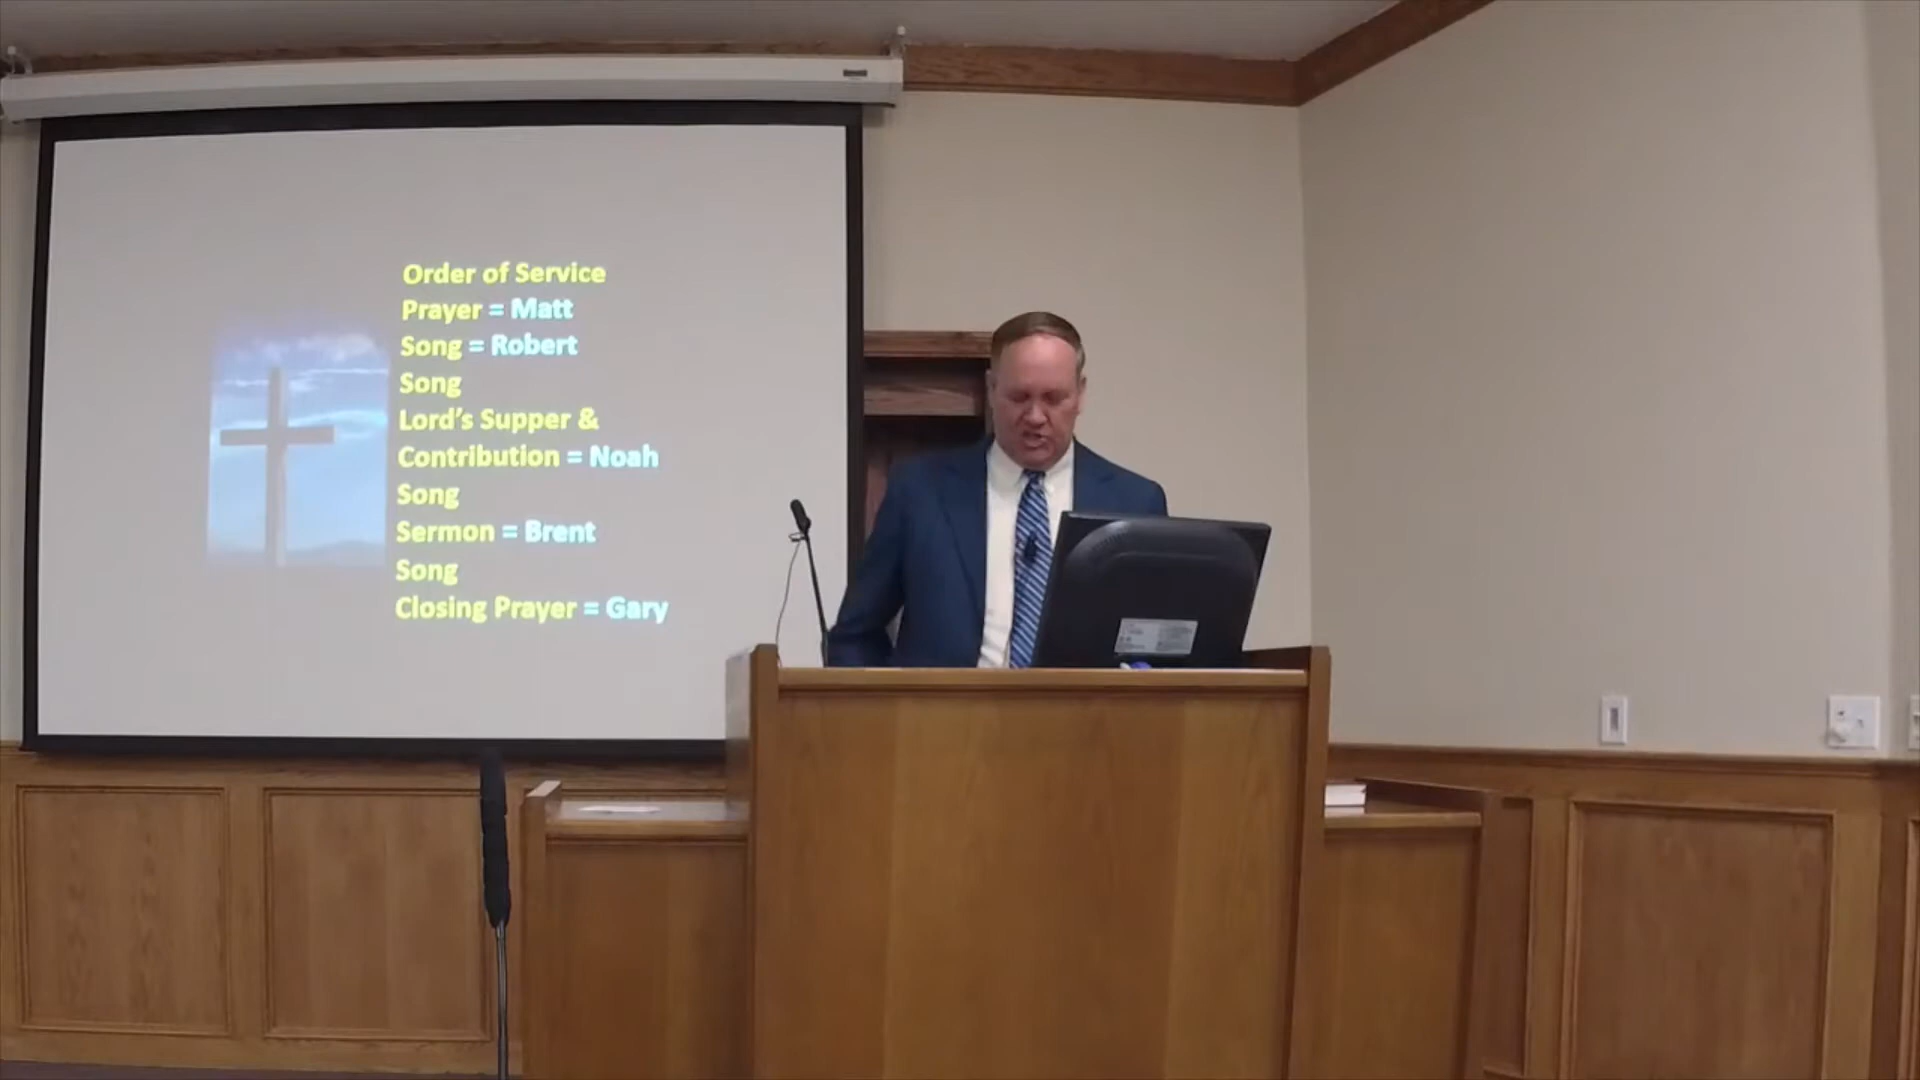 Order of Service
Prayer = Matt
Song = Robert
Song
Lord's Supper &
Contribution = Noah
Song
Sermon = Brent
Song
Closing Prayer = Gary